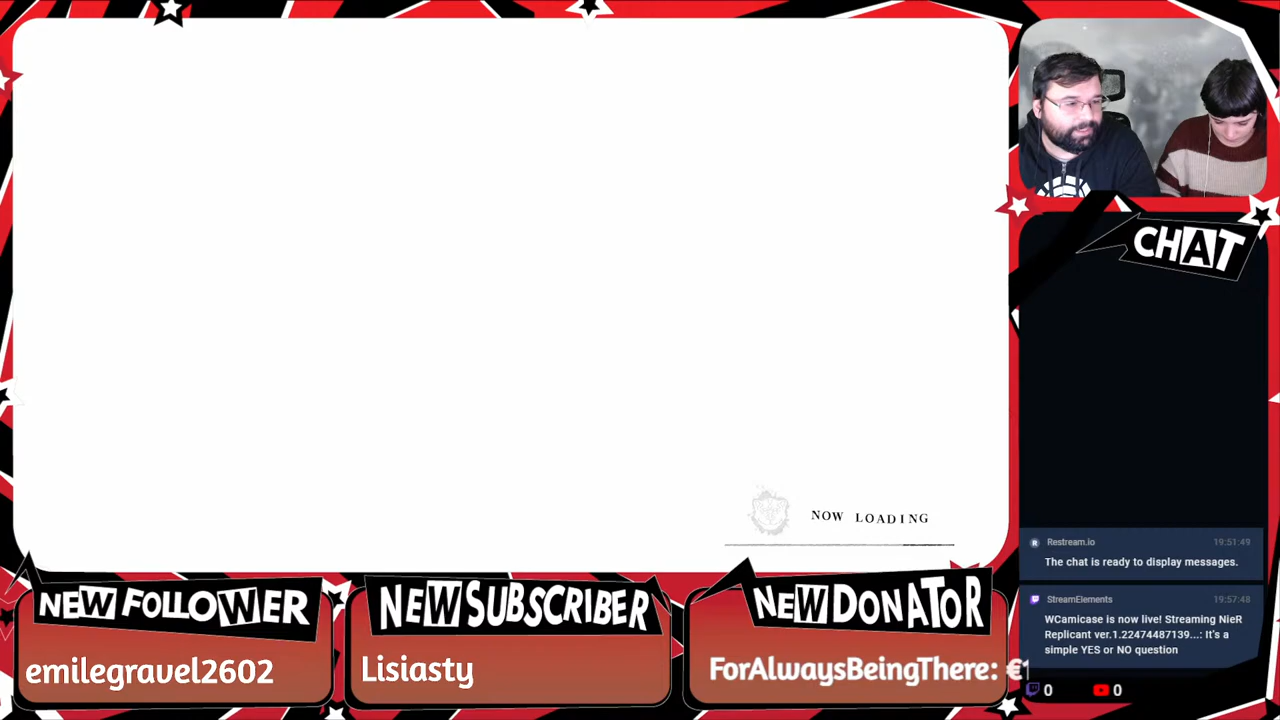 CHAT
NOW LOADING
Restream.io 19:51:49
The chat is ready to display messages.
StreamElements 19:57:48
WCamicase is now live! Streaming NieR
Replicant ver.1.22474487139...: It's a
simple YES or NO question
0 0
NEW FOLLOWER
emilegravel2602
NEW SUBSCRIBER
Lisiasty
NEW DONATOR
ForAlwaysBeingThere: €1